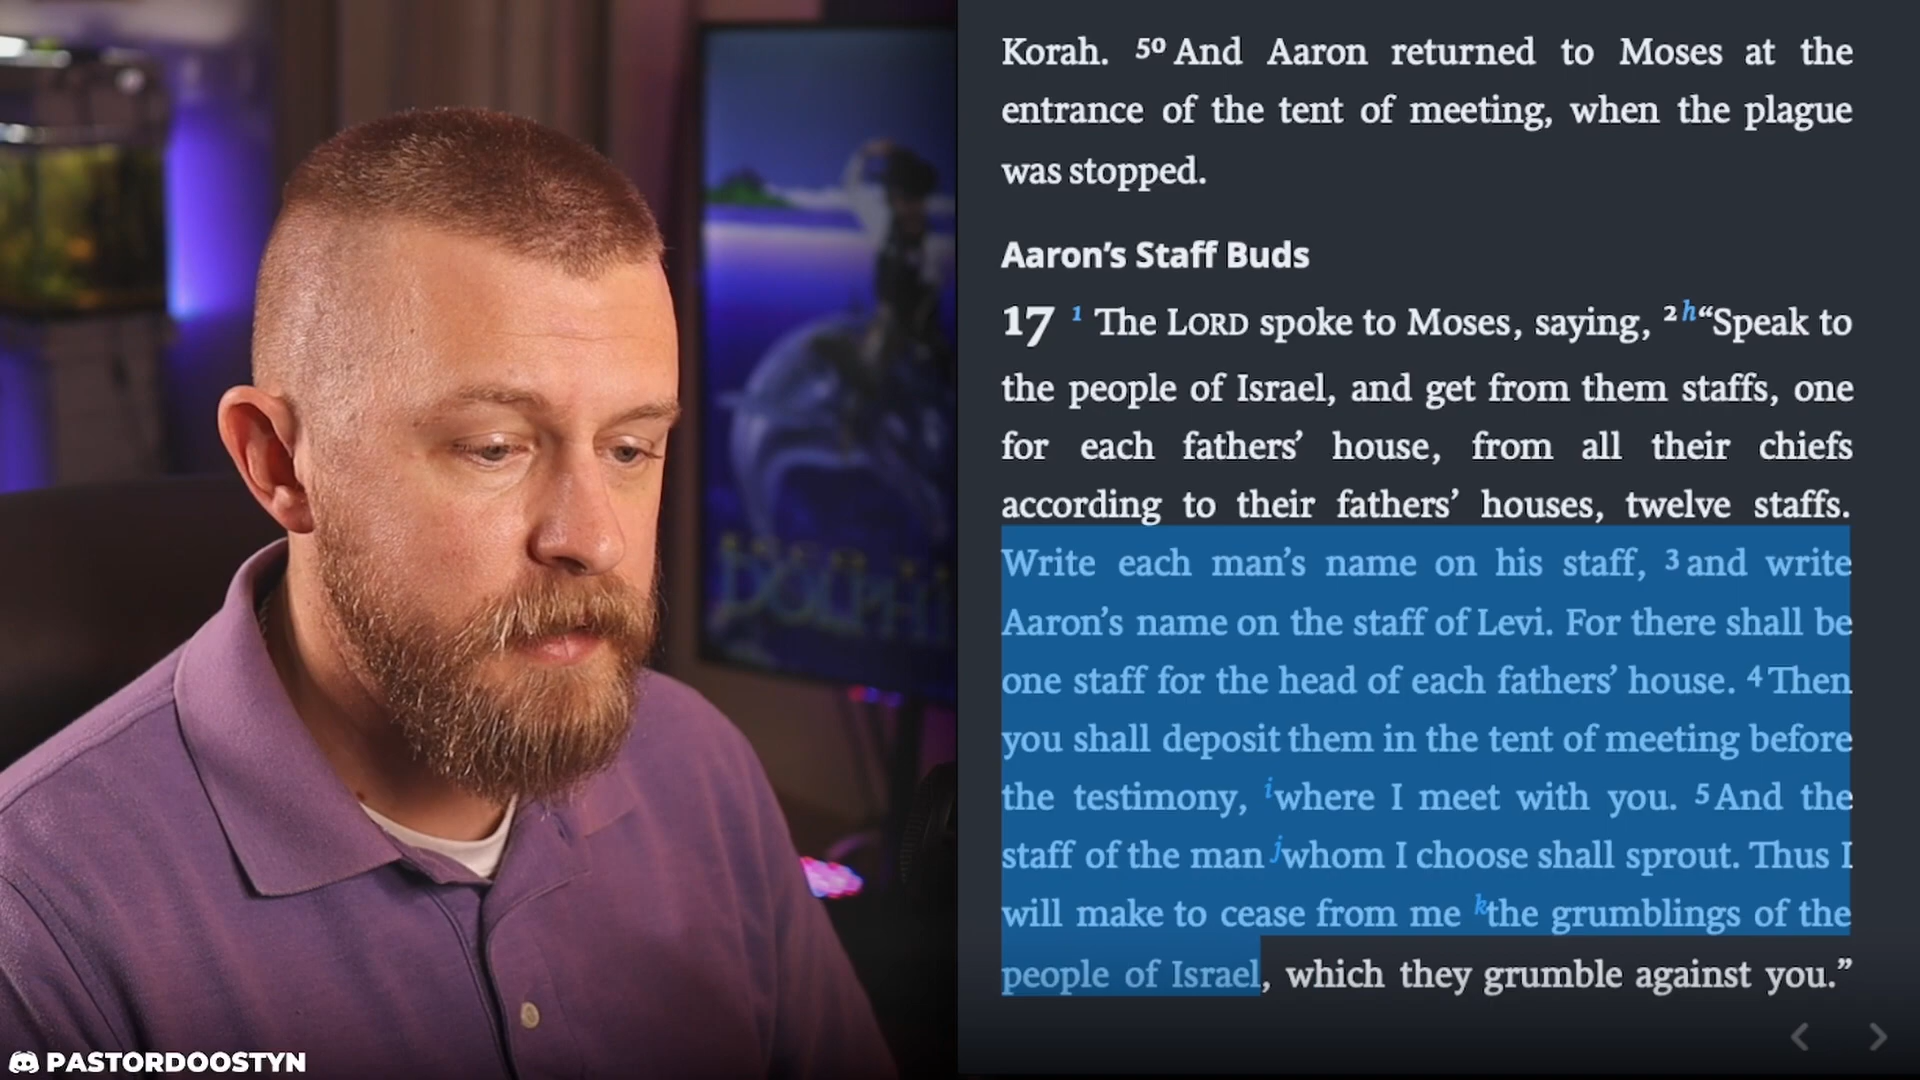 Korah. 50 And Aaron returned to Moses at the
entrance of the tent of meeting, when the plague
was stopped.
Aaron’s Staff Buds
17 1 The LORD spoke to Moses, saying, 2 h“Speak to
the people of Israel, and get from them staffs, one
for each fathers’ house, from all their chiefs
according to their fathers’ houses, twelve staffs.
Write each man’s name on his staff, 3 and write
Aaron’s name on the staff of Levi. For there shall be
one staff for the head of each fathers’ house. 4 Then
you shall deposit them in the tent of meeting before
the testimony, iwhere I meet with you. 5 And the
staff of the man jwhom I choose shall sprout. Thus I
will make to cease from me kthe grumblings of the
people of Israel, which they grumble against you.”
PASTORDOOSTYN